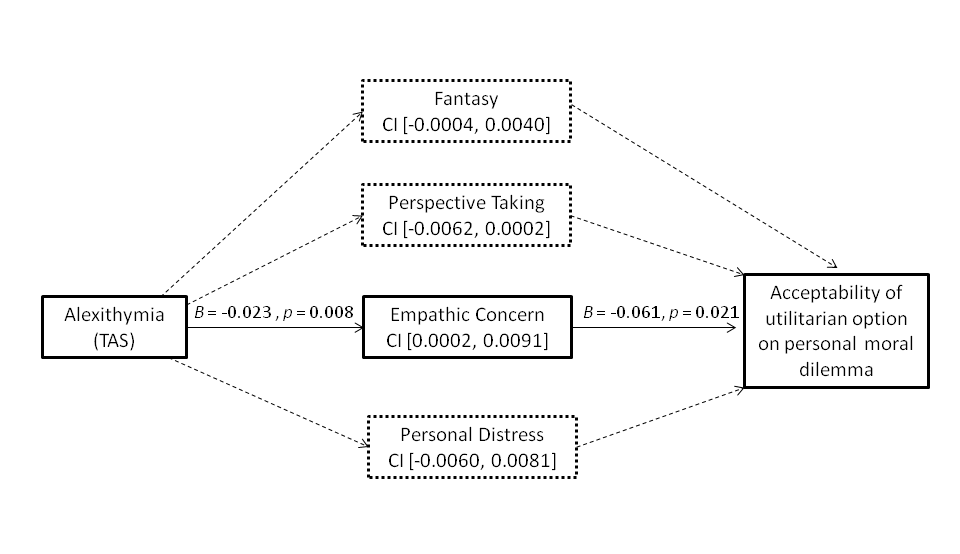 Fantasy
CI [-0.0004, 0.0040]
Perspective Taking
CI [-0.0062, 0.0002]
Alexithymia
(TAS)
B = -0.023 , p = 0.008
Empathic Concern
CI [0.0002, 0.0091]
B = -0.061, p = 0.021
Acceptability of
utilitarian option
on personal moral
dilemma
Personal Distress
CI [-0.0060, 0.0081]